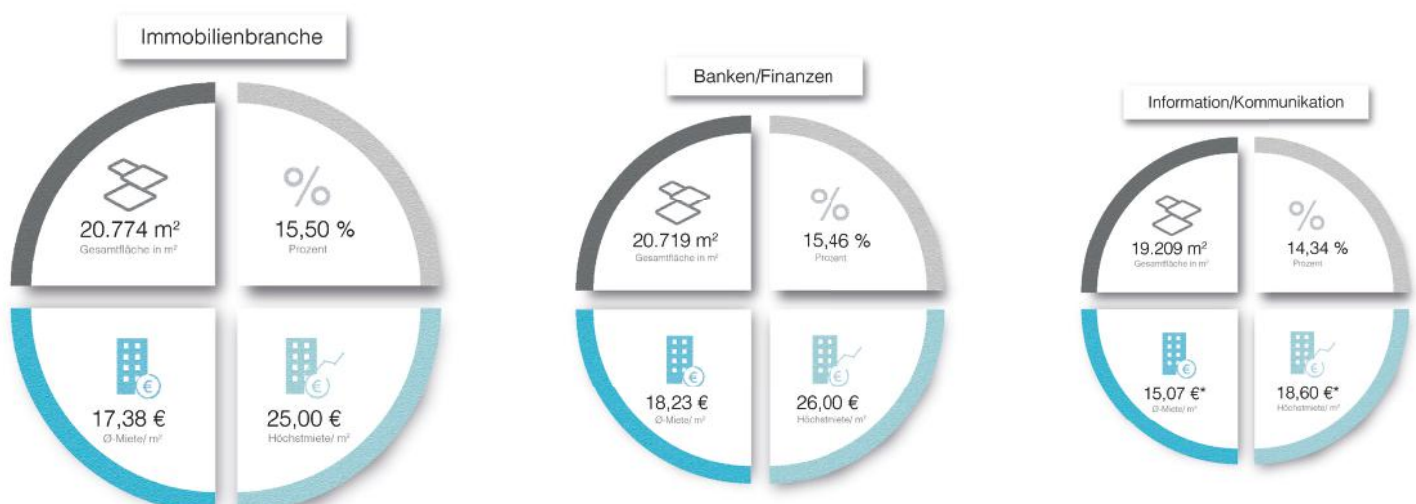 Immobilienbranche
%
20.774 m²
Gesamtfläche in m²
15,50 %
Prozent
€
17,38 €
Ø-Miete/ m²
€
25,00 €
Höchstmiete/ m²
Banken/Finanzen
%
20.719 m²
Gesamtfläche in m²
15,46 %
Prozent
€
18,23 €
Ø-Miete/ m²
€
26,00 €
Höchstmiete/ m²
Information/Kommunikation
%
19.209 m²
Gesamtfläche in m²
14,34 %
Prozent
€
15,07 €*
Ø-Miete/ m²
€
18,60 €*
Höchstmiete/ m²